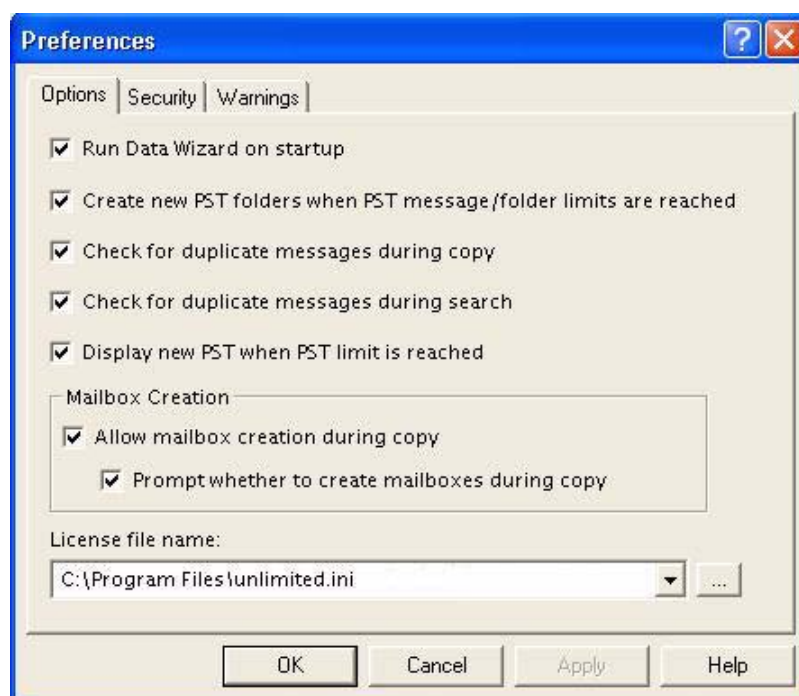 Preferences
Options Security Warnings
Run Data Wizard on startup
Create new PST folders when PST message/folder limits are reached
Check for duplicate messages during copy
Check for duplicate messages during search
Display new PST when PST limit is reached
Mailbox Creation
Allow mailbox creation during copy
Prompt whether to create mailboxes during copy
License file name:
C:\Program Files\unlimited.ini ...
OK Cancel Apply Help